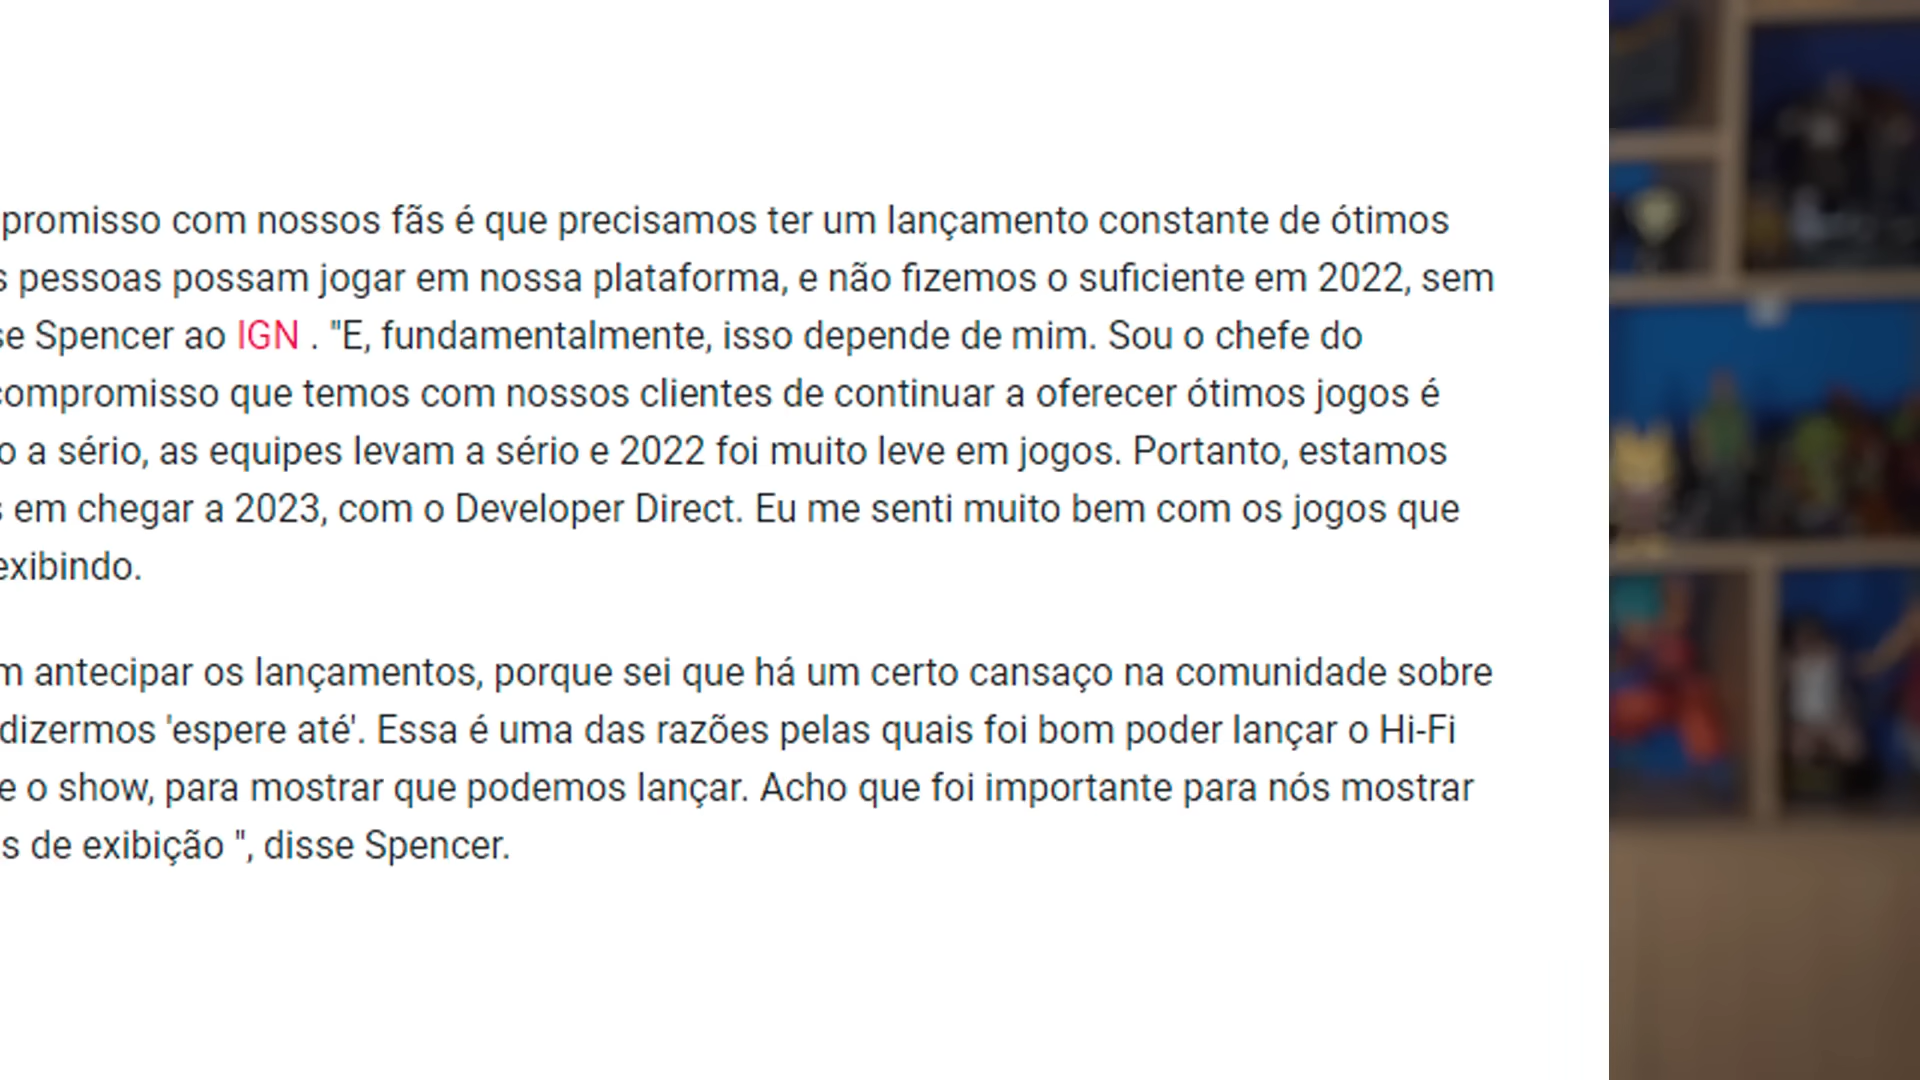 promisso com nossos fãs é que precisamos ter um lançamento constante de ótimos
s pessoas possam jogar em nossa plataforma, e não fizemos o suficiente em 2022, sem
se Spencer ao IGN . "E, fundamentalmente, isso depende de mim. Sou o chefe do
compromisso que temos com nossos clientes de continuar a oferecer ótimos jogos é
o a sério, as equipes levam a sério e 2022 foi muito leve em jogos. Portanto, estamos
s em chegar a 2023, com o Developer Direct. Eu me senti muito bem com os jogos que
exibindo.
m antecipar os lançamentos, porque sei que há um certo cansaço na comunidade sobre
dizermos 'espere até'. Essa é uma das razões pelas quais foi bom poder lançar o Hi-Fi
e o show, para mostrar que podemos lançar. Acho que foi importante para nós mostrar
s de exibição ", disse Spencer.